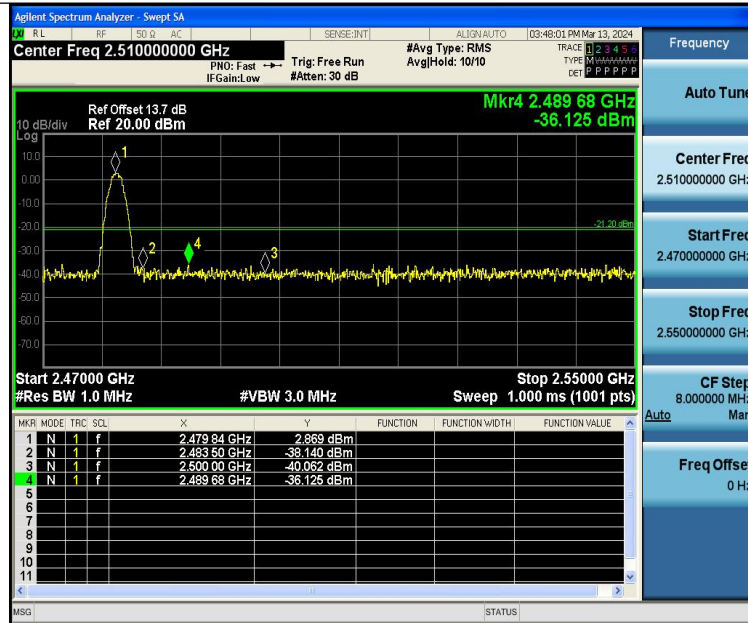 Agilent Spectrum Analyzer - Swept SA
LXI RL RF 50 Ω AC SENSE:INT ALIGN AUTO 03:48:01 PM Mar 13, 2024
Center Freq 2.510000000 GHz
PNO: Fast
IFGain:Low
Trig: Free Run
#Atten: 30 dB
#Avg Type: RMS
Avg|Hold: 10/10
TRACE 1 2 3 4 5 6
TYPE M
DET P P P P P P
Ref Offset 13.7 dB
Ref 20.00 dBm
10 dB/div
Log
Mkr4 2.489 68 GHz
-36.125 dBm
10.0
0.00
-10.0
-20.0
-30.0
-40.0
-50.0
-60.0
-70.0
1
2
4
3
-21.20 dBm
Start 2.47000 GHz
Stop 2.55000 GHz
#Res BW 1.0 MHz
#VBW 3.0 MHz
Sweep 1.000 ms (1001 pts)
MKR MODE TRC SCL X Y FUNCTION FUNCTION WIDTH FUNCTION VALUE
1 N 1 f 2.479 84 GHz 2.869 dBm
2 N 1 f 2.483 50 GHz -38.140 dBm
3 N 1 f 2.500 00 GHz -40.062 dBm
4 N 1 f 2.489 68 GHz -36.125 dBm
5
6
7
8
9
10
11
MSG
STATUS
Frequency
Auto Tune
Center Freq
2.510000000 GHz
Start Freq
2.470000000 GHz
Stop Freq
2.550000000 GHz
CF Step
8.000000 MHz
Auto Man
Freq Offset
0 Hz